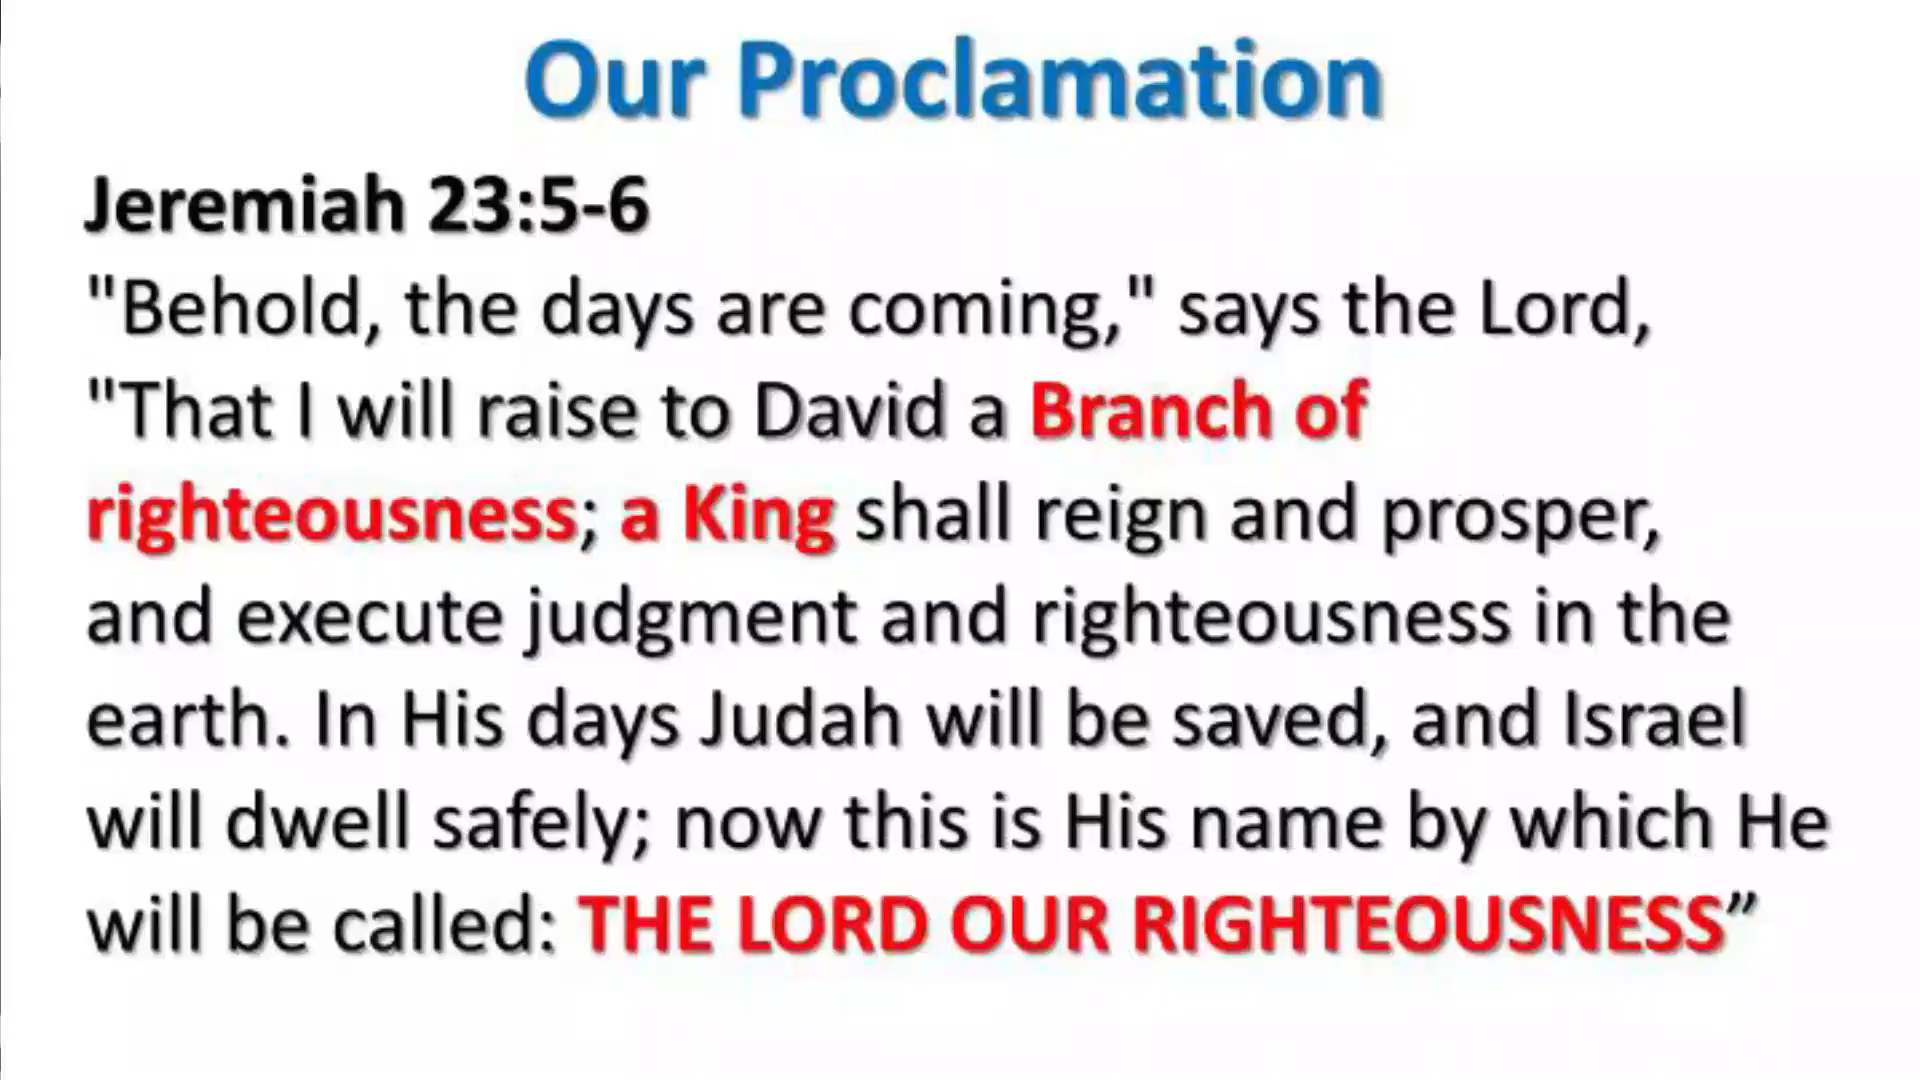 Our Proclamation
Jeremiah 23:5-6
"Behold, the days are coming," says the Lord,
"That I will raise to David a Branch of
righteousness; a King shall reign and prosper,
and execute judgment and righteousness in the
earth. In His days Judah will be saved, and Israel
will dwell safely; now this is His name by which He
will be called: THE LORD OUR RIGHTEOUSNESS”